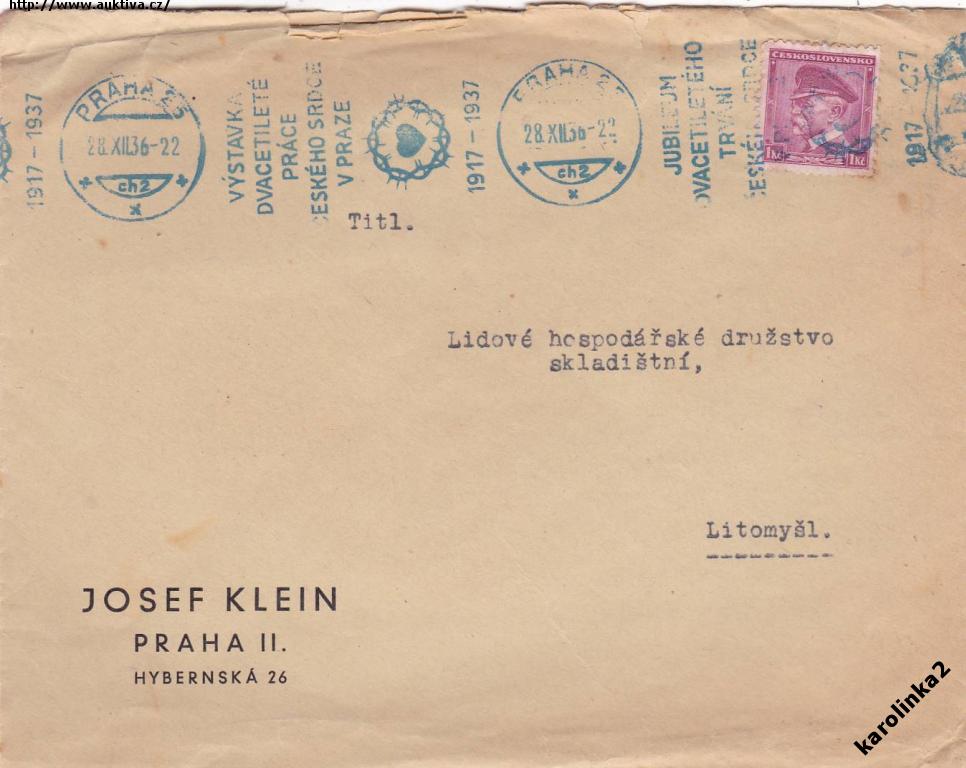 http://www.auktiva.cz/
1917-1937
PRAHA 25
28.XII.36-22
ch2
VÝSTAVKA
DVACETILETÉ
PRÁCE
ČESKÉHO SRDCE
V PRAZE
1917-1937
PRAHA 25
28.XII.36-22
ch2
JUBILEUM
DVACETILETÉHO
TRVÁNÍ
ČESKÉHO SRDCE
ČESKOSLOVENSKO
1Kč 1Kč
1917-1937
Titl.
Lidové hospodářské družstvo
skladištní,
Litomyšl.
JOSEF KLEIN
PRAHA II.
HYBERNSKÁ 26
karolinka2